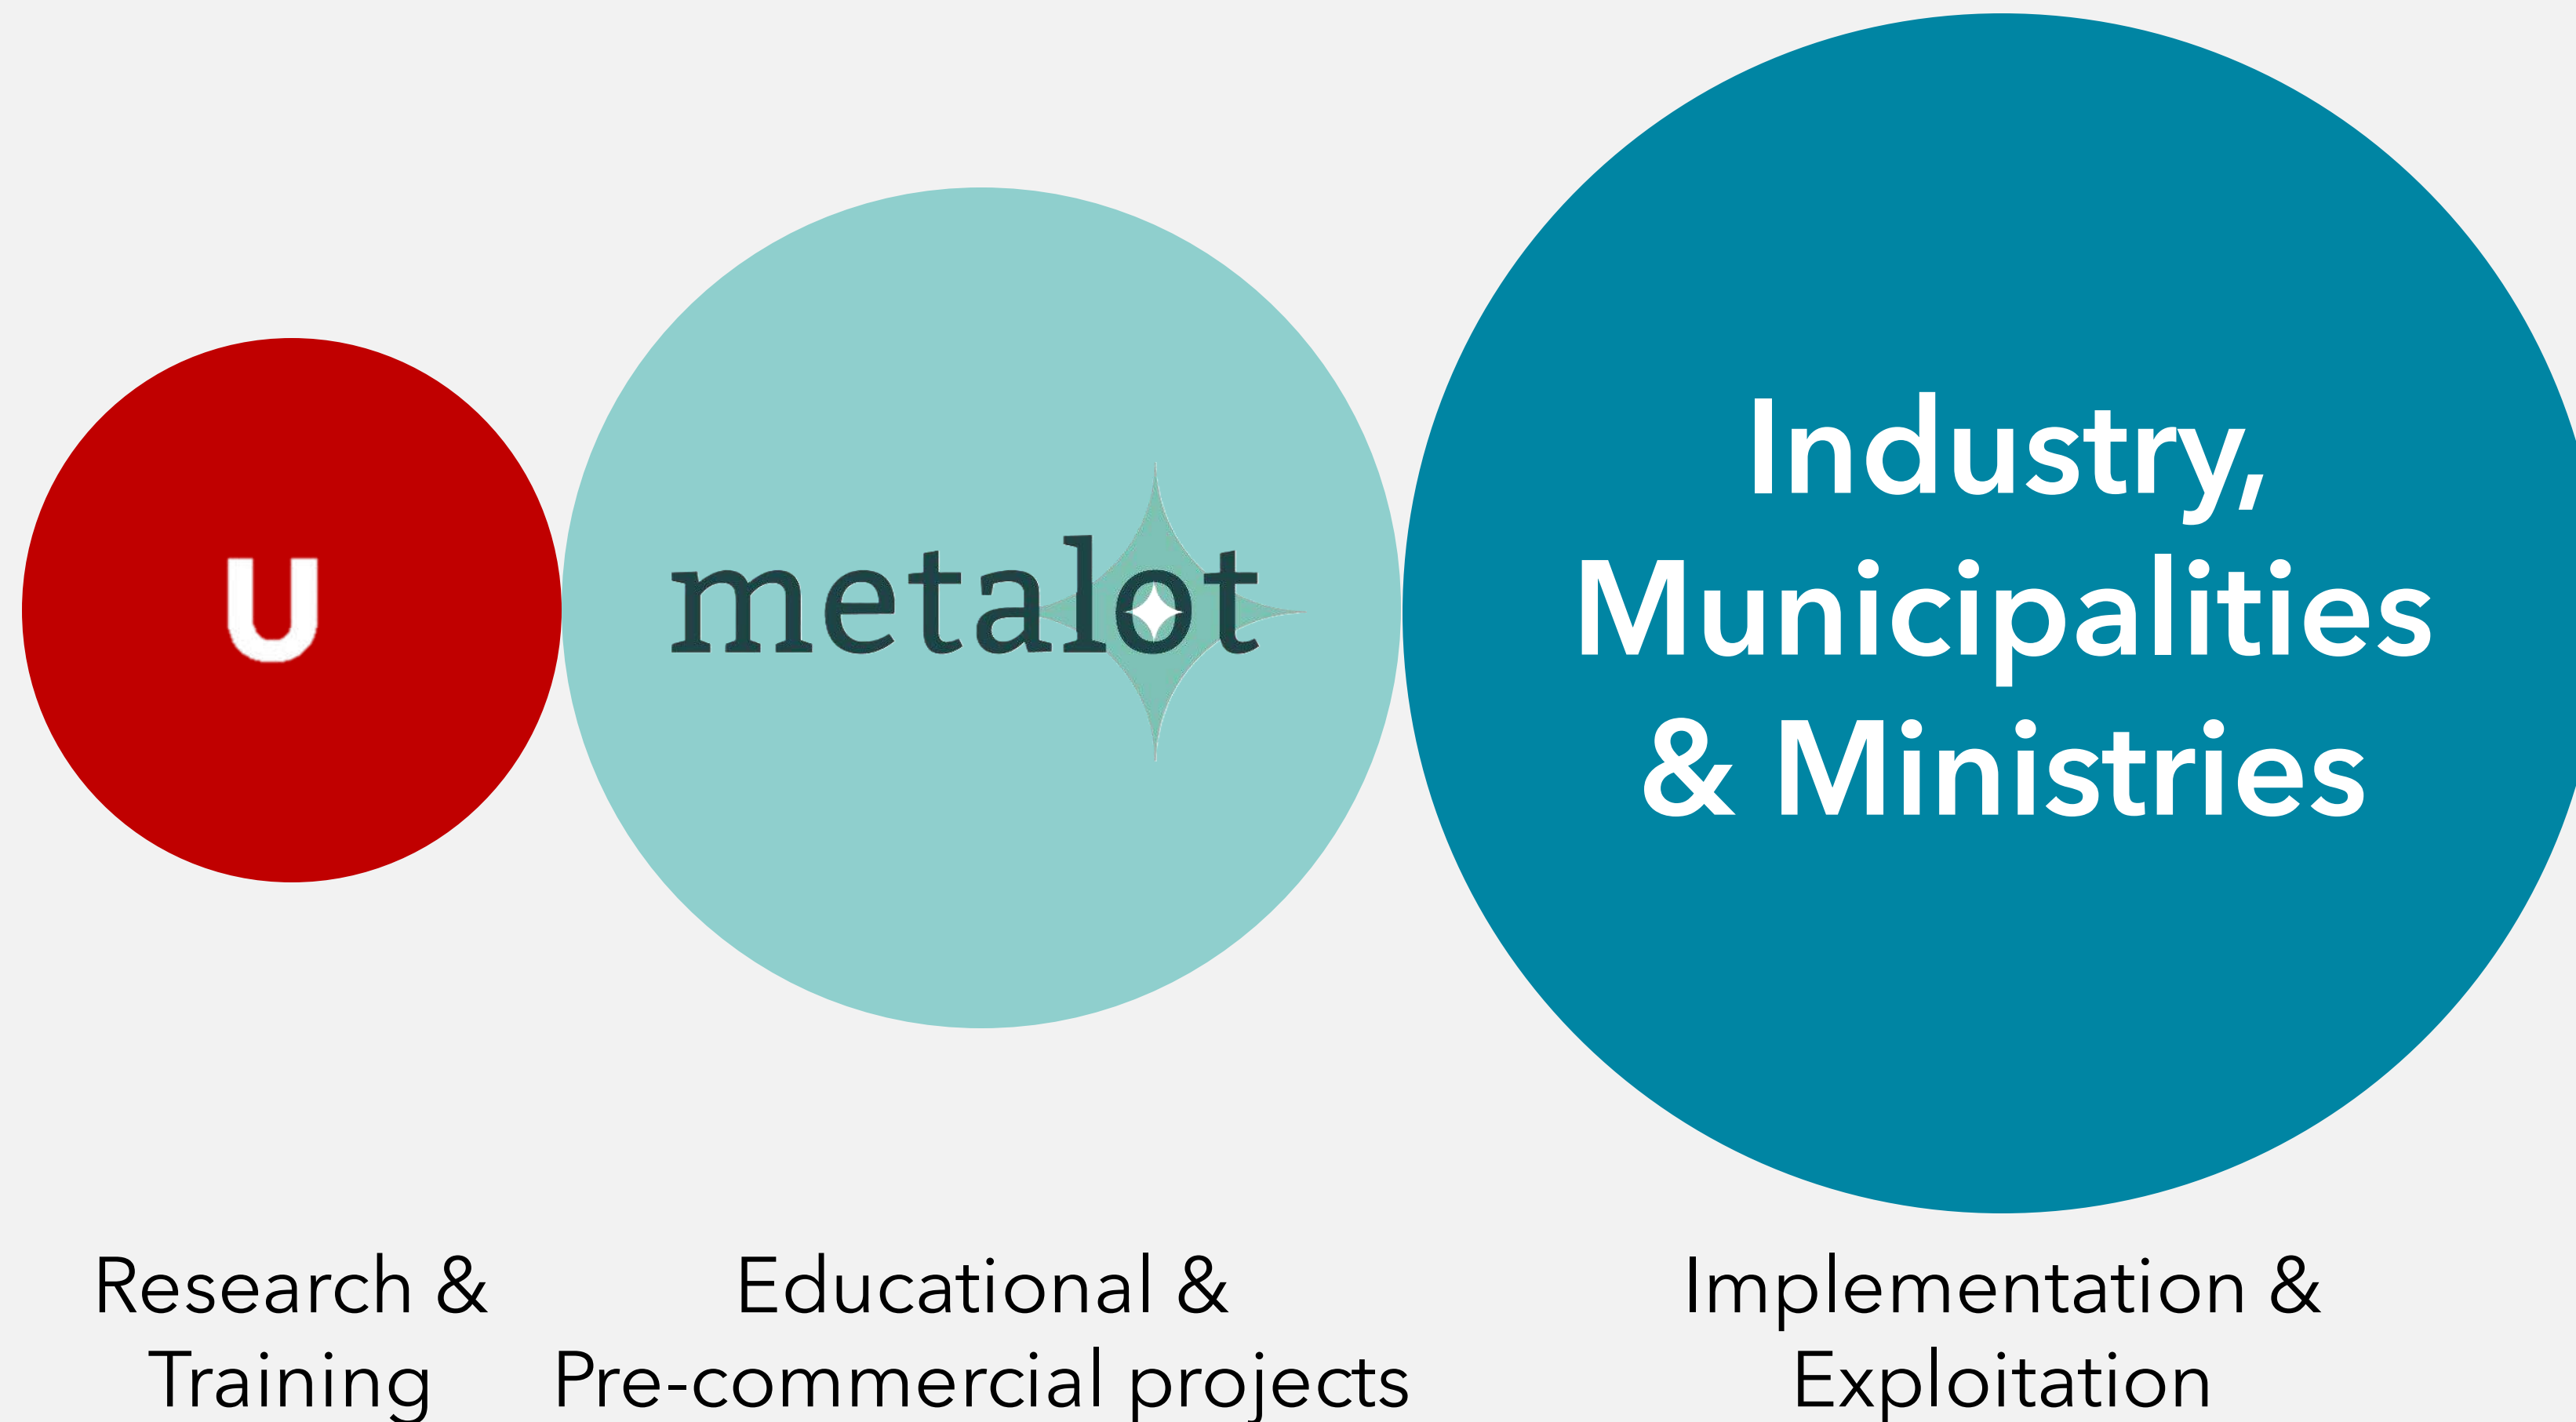 U
metalot
Industry,
Municipalities
& Ministries
Research &
Training
Educational &
Pre-commercial projects
Implementation &
Exploitation